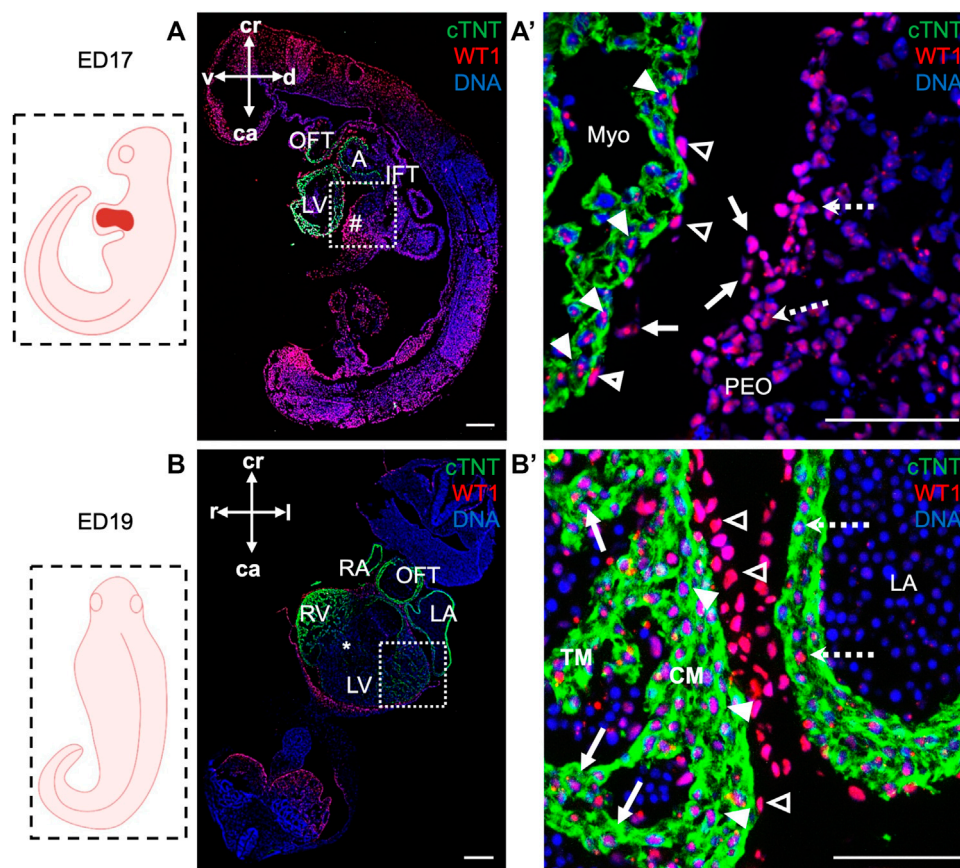 ED17
A
cr
v
d
ca
cTNT
WT1
DNA
OFT
A
IFT
LV
#
A'
cTNT
WT1
DNA
Myo
PEO
ED19
B
cr
r
l
ca
cTNT
WT1
DNA
RA
OFT
RV
LA
*
LV
B'
cTNT
WT1
DNA
LA
TM
CM